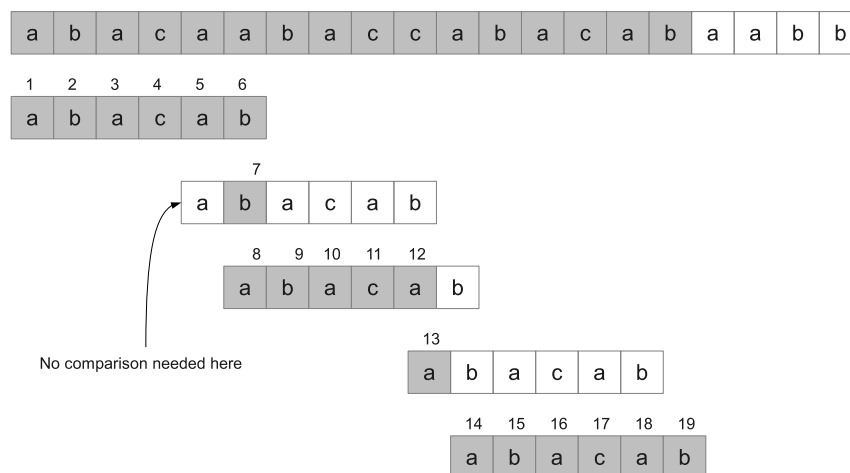 a b a c a a b a c c a b a c a b a a b b
1 2 3 4 5 6
a b a c a b
7
a b a c a b
8 9 10 11 12
a b a c a b
No comparison needed here
13
a b a c a b
14 15 16 17 18 19
a b a c a b